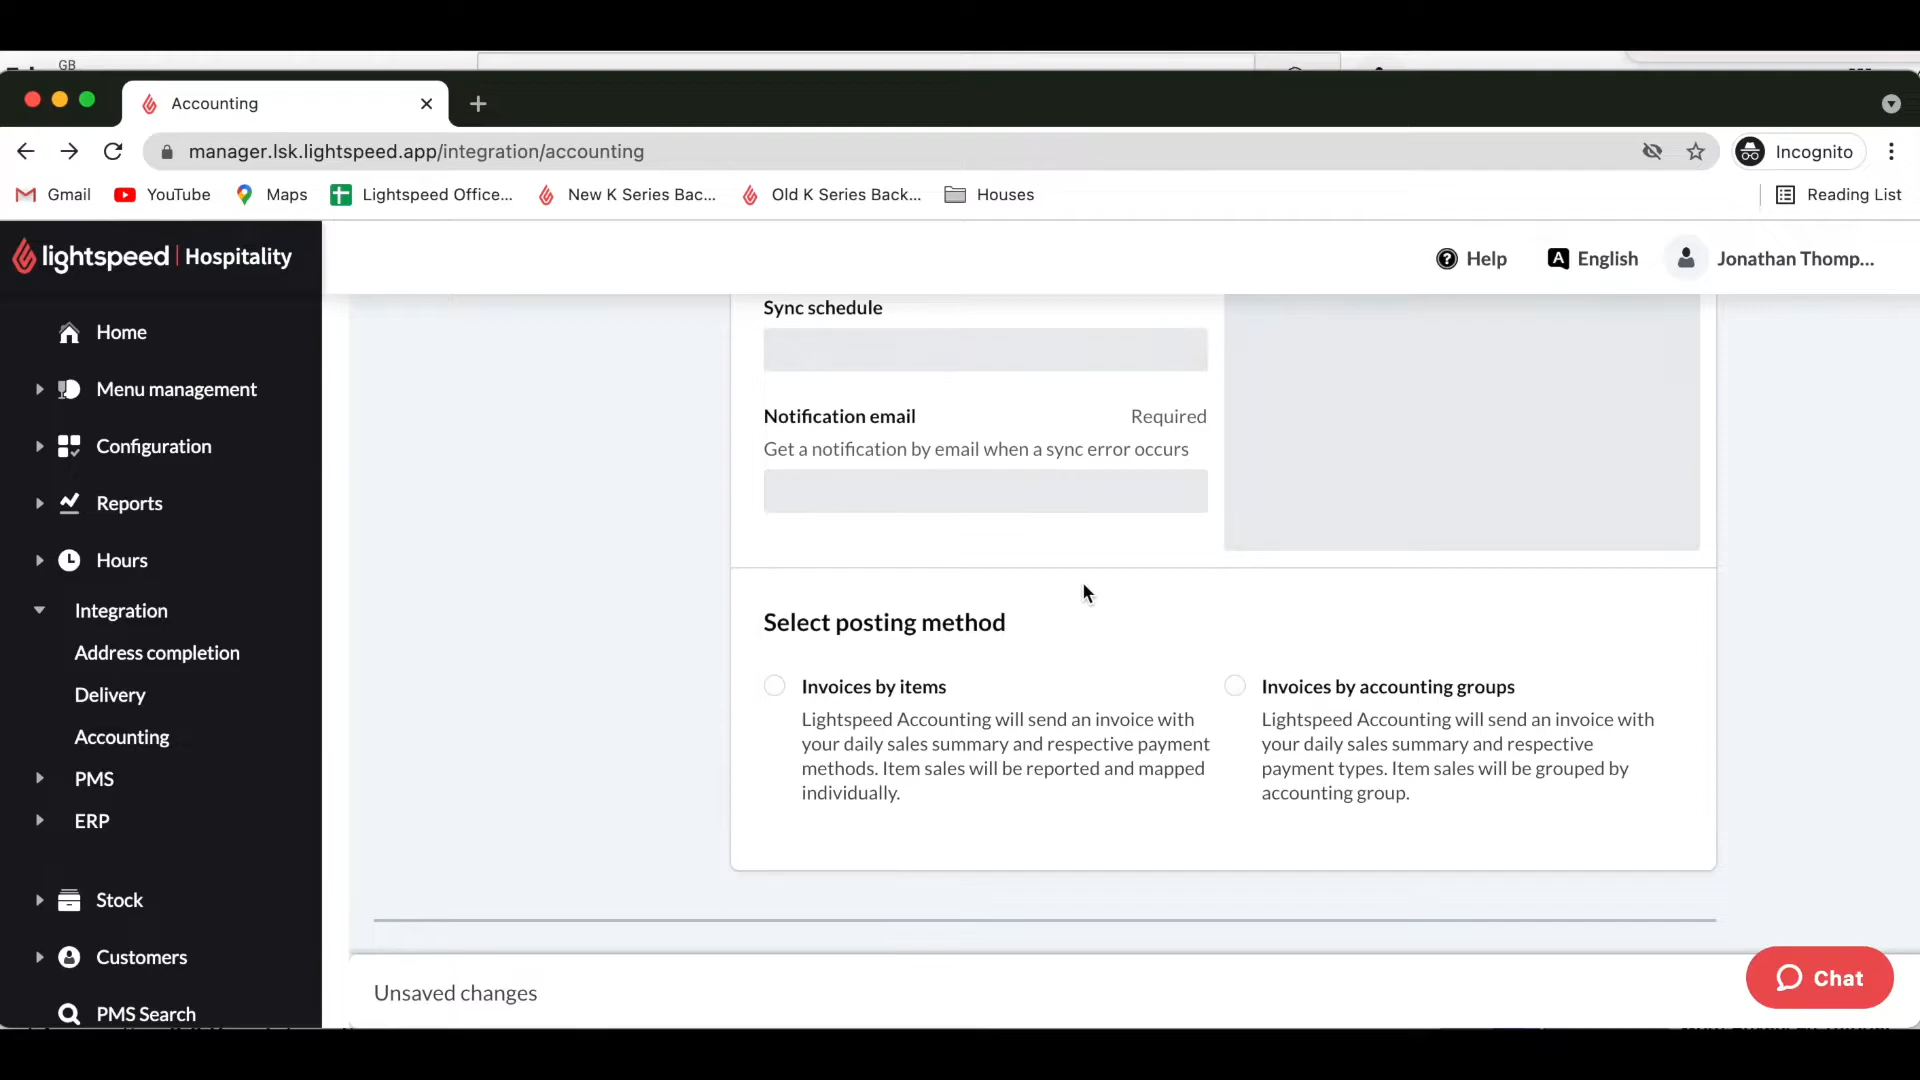 GB
Accounting
manager.lsk.lightspeed.app/integration/accounting
Incognito
Gmail
YouTube
Maps
Lightspeed Office...
New K Series Bac...
Old K Series Back...
Houses
Reading List
lightspeed | Hospitality
Help
English
Jonathan Thomp...
Home
Menu management
Configuration
Reports
Hours
Integration
Address completion
Delivery
Accounting
PMS
ERP
Stock
Customers
PMS Search
Sync schedule
Notification email Required
Get a notification by email when a sync error occurs
Select posting method
Invoices by items
Lightspeed Accounting will send an invoice with
your daily sales summary and respective payment
methods. Item sales will be reported and mapped
individually.
Invoices by accounting groups
Lightspeed Accounting will send an invoice with
your daily sales summary and respective
payment types. Item sales will be grouped by
accounting group.
Unsaved changes
Chat